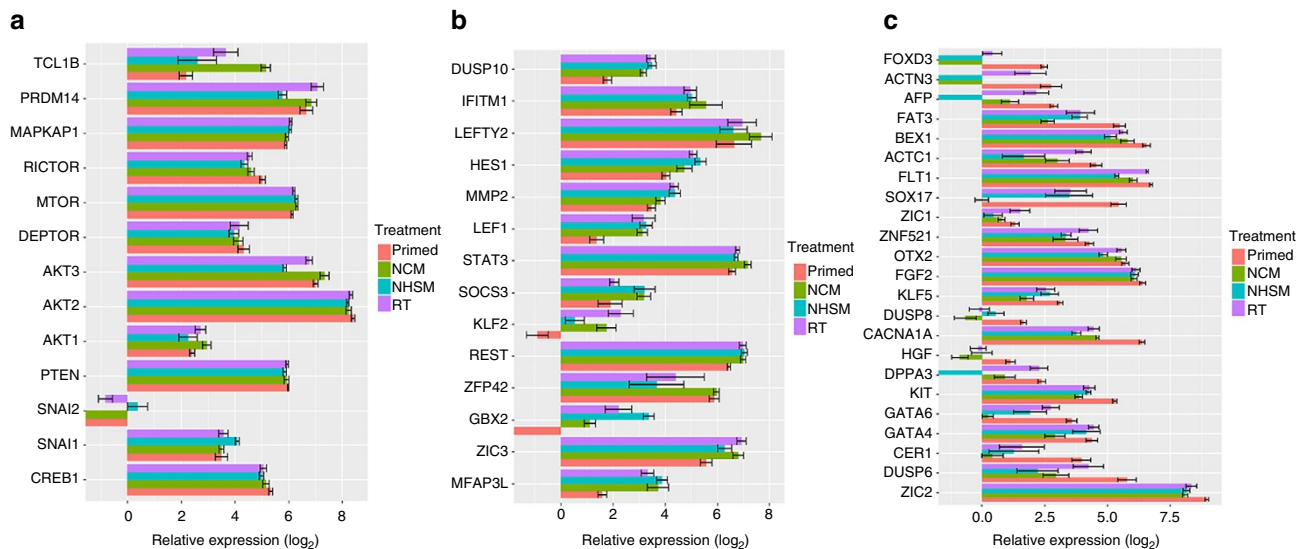 a
TCL1B
PRDM14
MAPKAP1
RICTOR
MTOR
DEPTOR
AKT3
AKT2
AKT1
PTEN
SNAI2
SNAI1
CREB1
0 2 4 6 8
Relative expression (log2)
Treatment
Primed
NCM
NHSM
RT
b
DUSP10
IFITM1
LEFTY2
HES1
MMP2
LEF1
STAT3
SOCS3
KLF2
REST
ZFP42
GBX2
ZIC3
MFAP3L
0 2 4 6 8
Relative expression (log2)
Treatment
Primed
NCM
NHSM
RT
c
FOXD3
ACTN3
AFP
FAT3
BEX1
ACTC1
FLT1
SOX17
ZIC1
ZNF521
OTX2
FGF2
KLF5
DUSP8
CACNA1A
HGF
DPPA3
KIT
GATA6
GATA4
CER1
DUSP6
ZIC2
0.0 2.5 5.0 7.5
Relative expression (log2)
Treatment
Primed
NCM
NHSM
RT